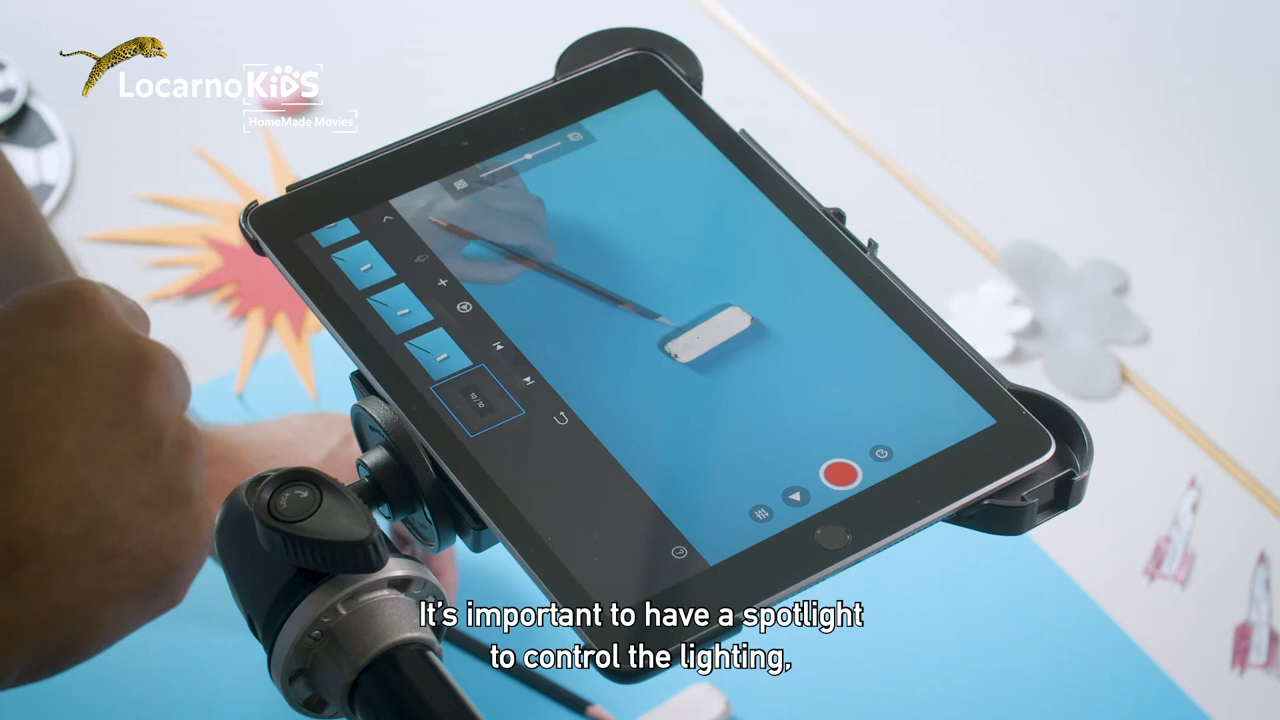 LocarnoKiDS
HomeMade Movies
It's important to have a spotlight
to control the lighting,